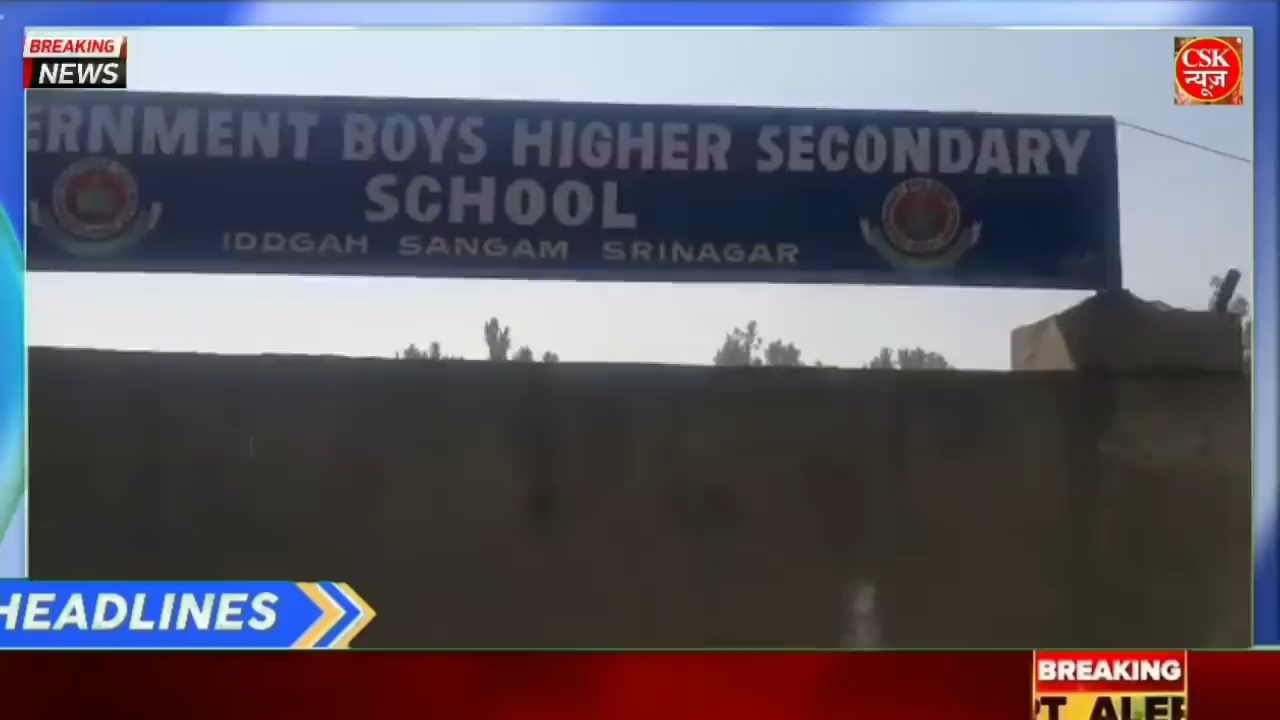 BREAKING
NEWS
CSK
न्यूज़
ERNMENT BOYS HIGHER SECONDARY
SCHOOL
IDDGAH SANGAM SRINAGAR
HEADLINES
BREAKING